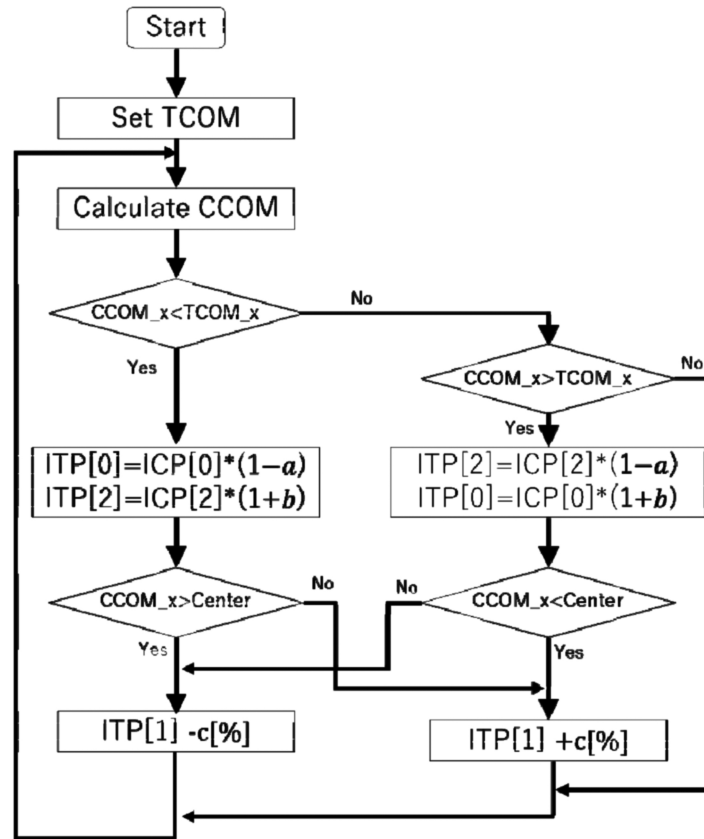 Start
Set TCOM
Calculate CCOM
CCOM_x<TCOM_x
No
Yes
CCOM_x>TCOM_x
No
Yes
ITP[0]=ICP[0]*(1-a)
ITP[2]=ICP[2]*(1+b)
ITP[2]=ICP[2]*(1-a)
ITP[0]=ICP[0]*(1+b)
CCOM_x>Center
No
Yes
No
CCOM_x<Center
Yes
ITP[1] -c[%]
ITP[1] +c[%]